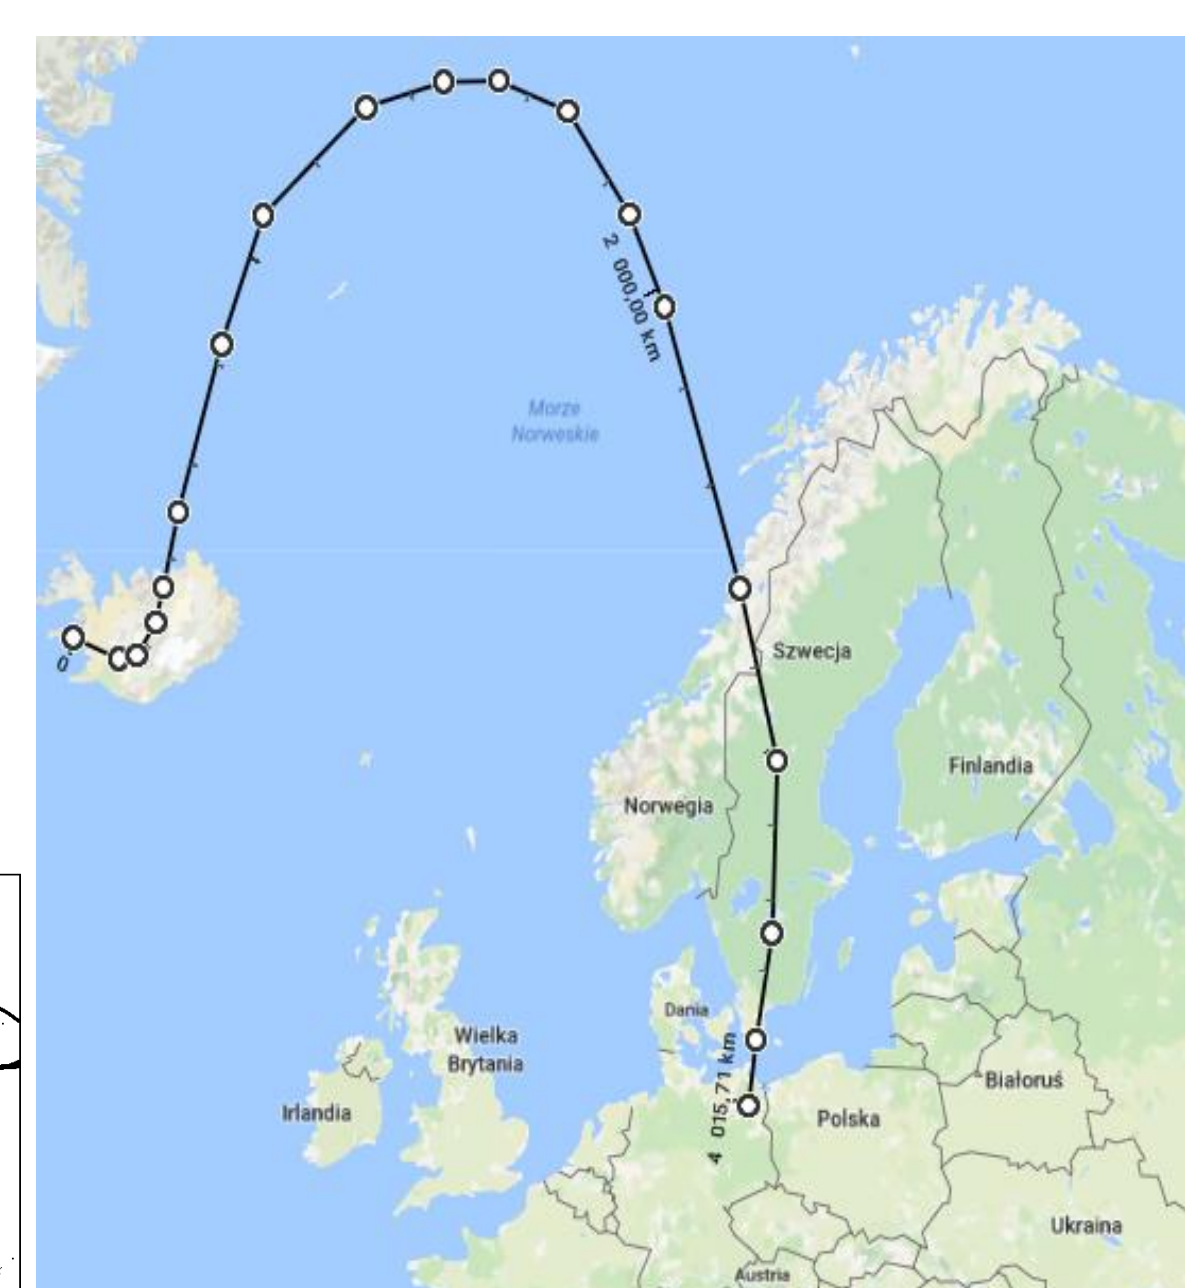 2 000,00 km
Morze
Norweskie
0
Szwecja
Finlandia
Norwegia
Dania
Wielka
Brytania
4 015,71 km
Białoruś
Irlandia
Polska
Ukraina
Austria